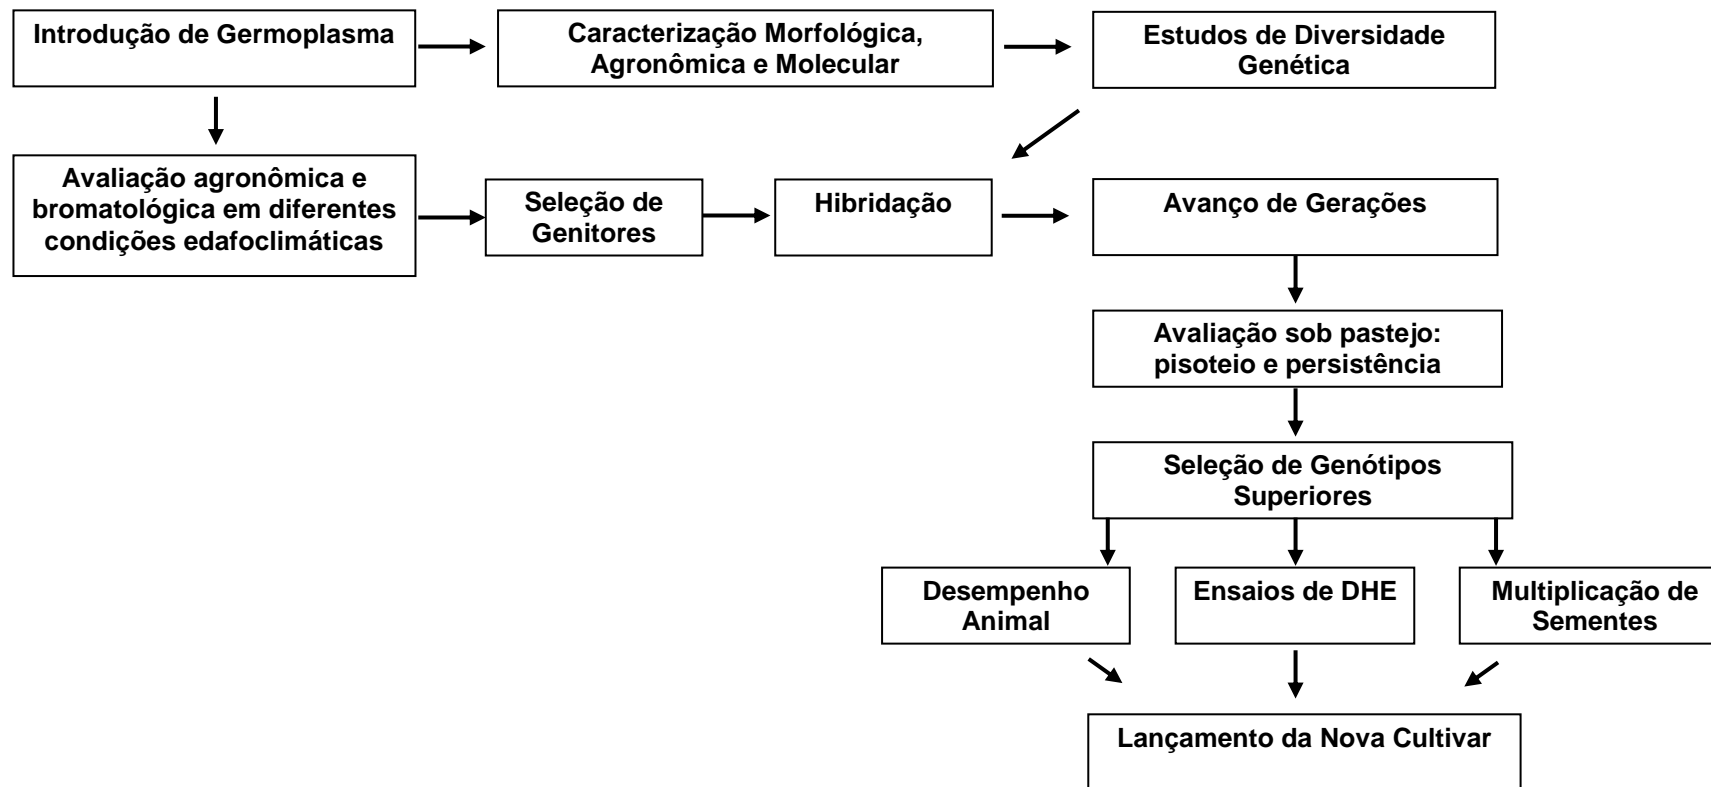 Introdução de Germoplasma
Caracterização Morfológica,
Agronômica e Molecular
Estudos de Diversidade
Genética
Avaliação agronômica e
bromatológica em diferentes
condições edafoclimáticas
Seleção de
Genitores
Hibridação
Avanço de Gerações
Avaliação sob pastejo:
pisoteio e persistência
Seleção de Genótipos
Superiores
Desempenho
Animal
Ensaios de DHE
Multiplicação de
Sementes
Lançamento da Nova Cultivar